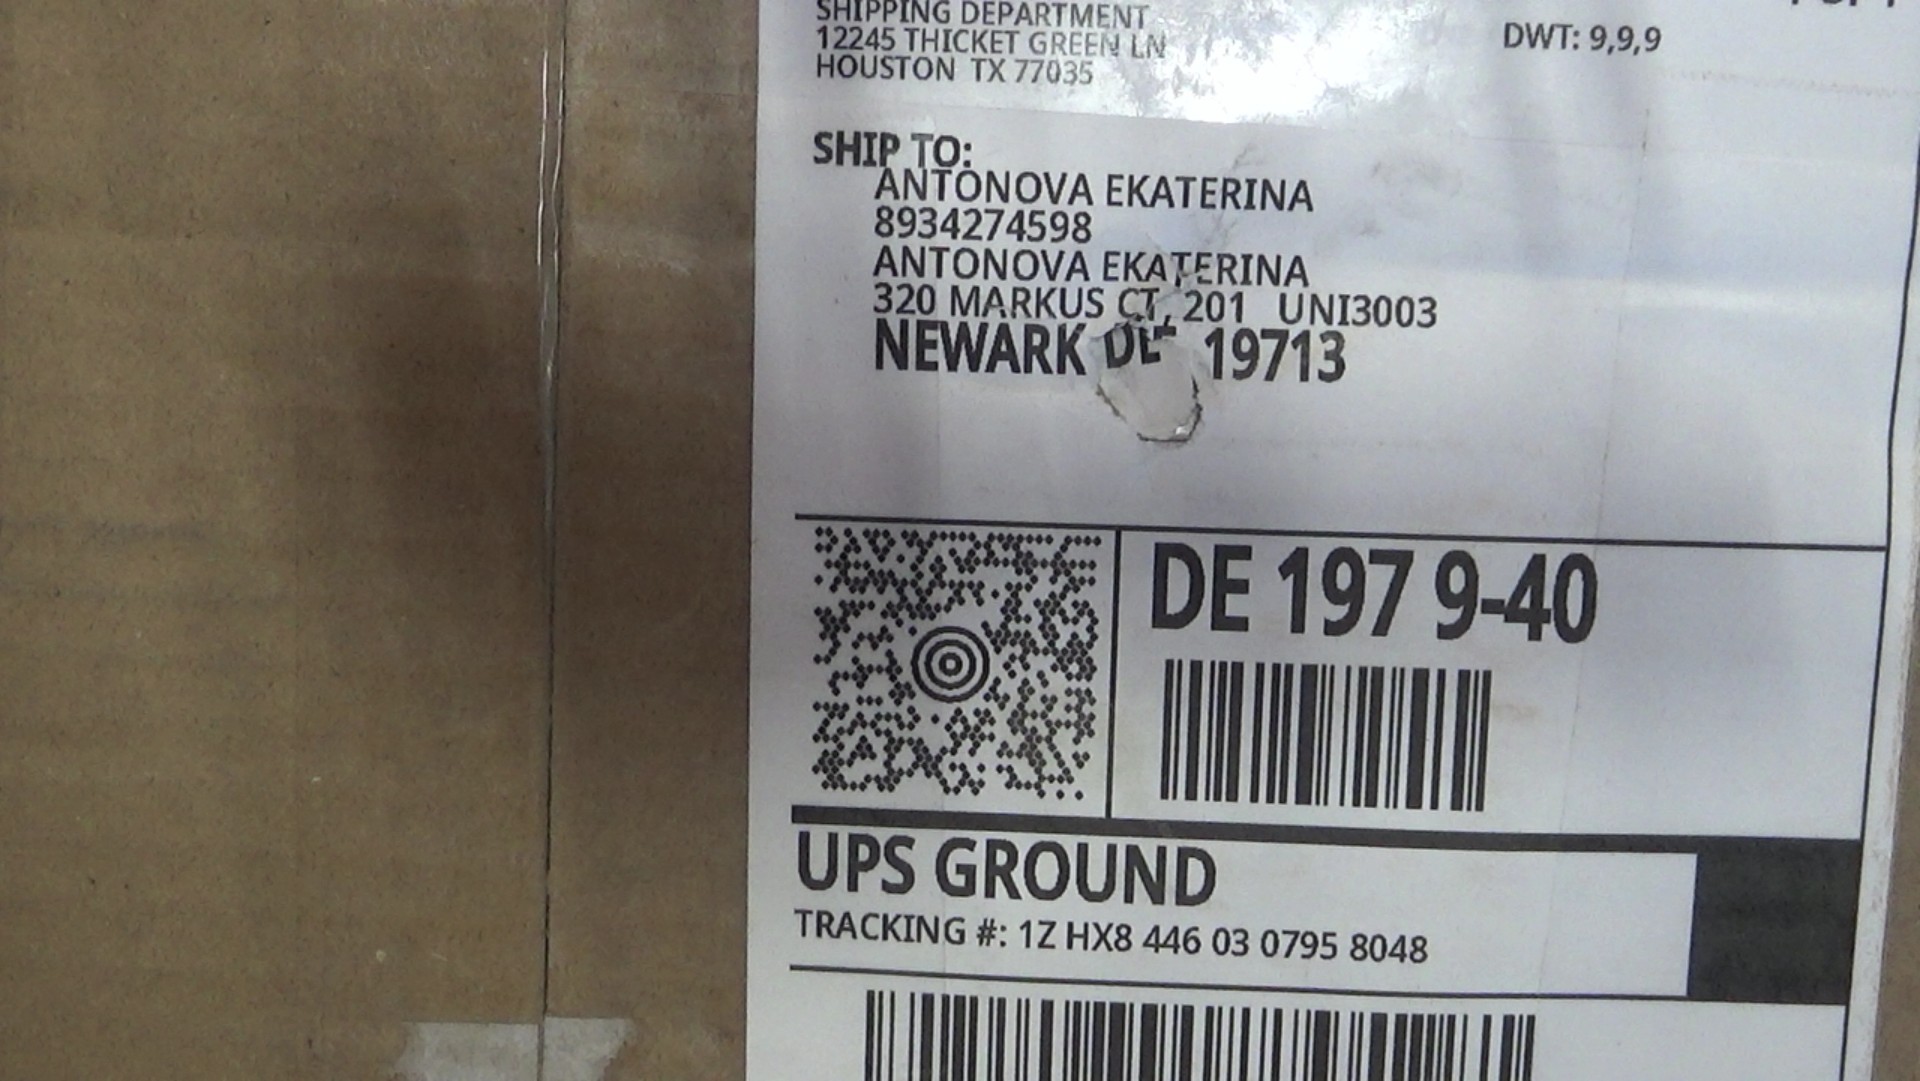 SHIPPING DEPARTMENT
12245 THICKET GREEN LN
HOUSTON TX 77035
DWT: 9,9,9
SHIP TO:
ANTONOVA EKATERINA
8934274598
ANTONOVA EKATERINA
320 MARKUS CT, 201 UNI3003
NEWARK DE 19713
DE 197 9-40
UPS GROUND
TRACKING #: 1Z HX8 446 03 0795 8048